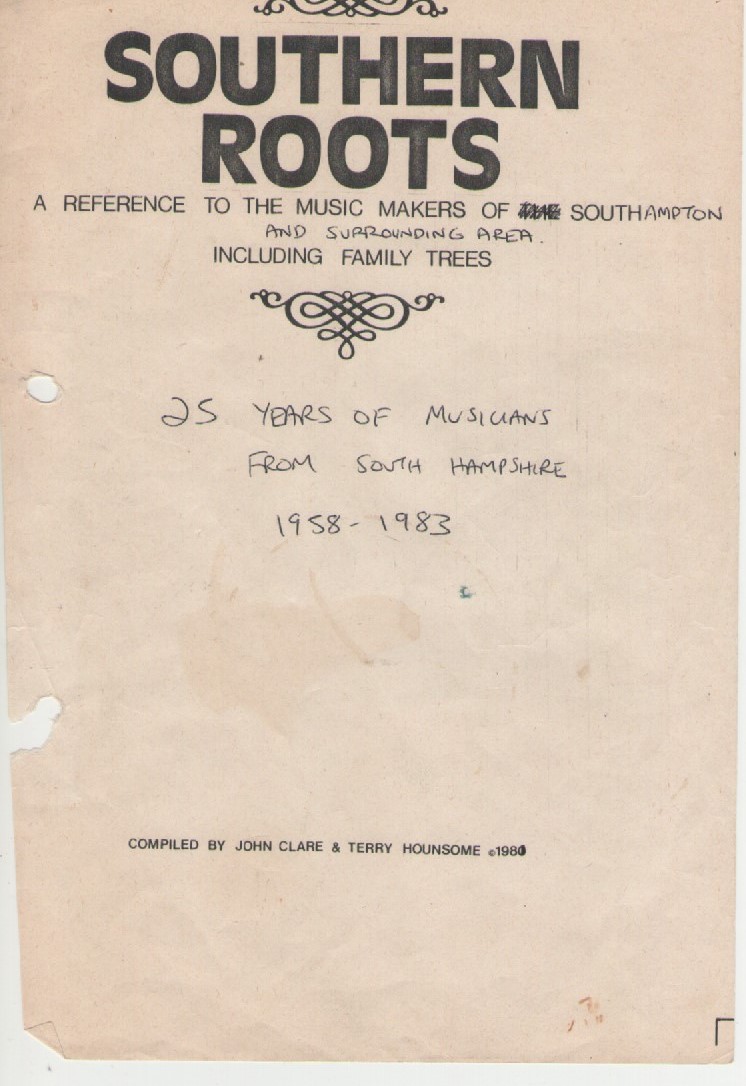 SOUTHERN
ROOTS
A REFERENCE TO THE MUSIC MAKERS OF SOUTHAMPTON
AND SURROUNDING AREA.
INCLUDING FAMILY TREES
25 YEARS OF MUSICIANS
FROM SOUTH HAMPSHIRE
1958-1983
COMPILED BY JOHN CLARE & TERRY HOUNSOME ©1980